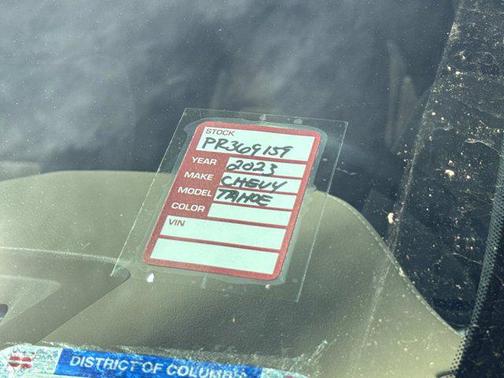 STOCK
PR369159
YEAR 2023
MAKE CHEVY
MODEL TAHOE
COLOR
VIN
DISTRICT OF COLUMBIA